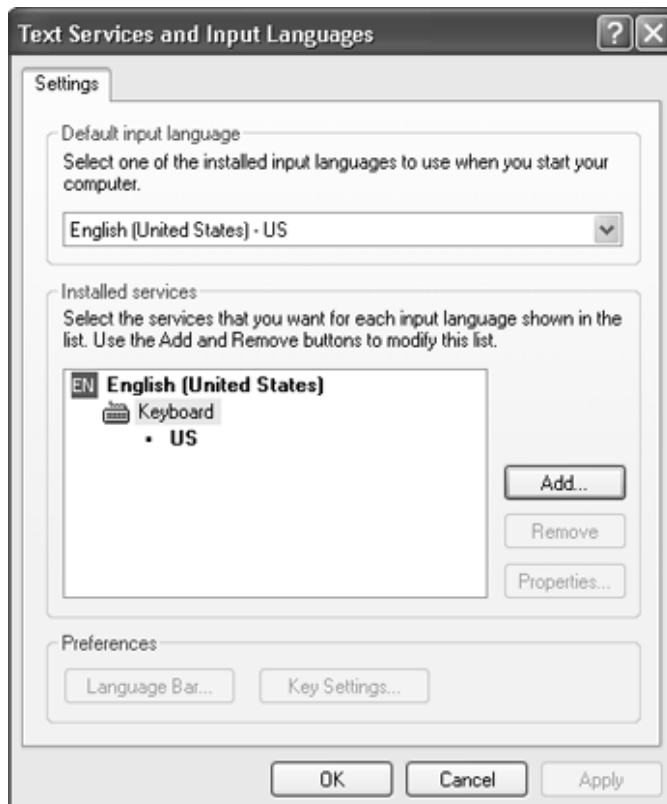 Text Services and Input Languages
Settings
Default input language
Select one of the installed input languages to use when you start your
computer.
English (United States) - US
Installed services
Select the services that you want for each input language shown in the
list. Use the Add and Remove buttons to modify this list.
EN English (United States)
Keyboard
• US
Add...
Remove
Properties...
Preferences
Language Bar... Key Settings...
OK Cancel Apply